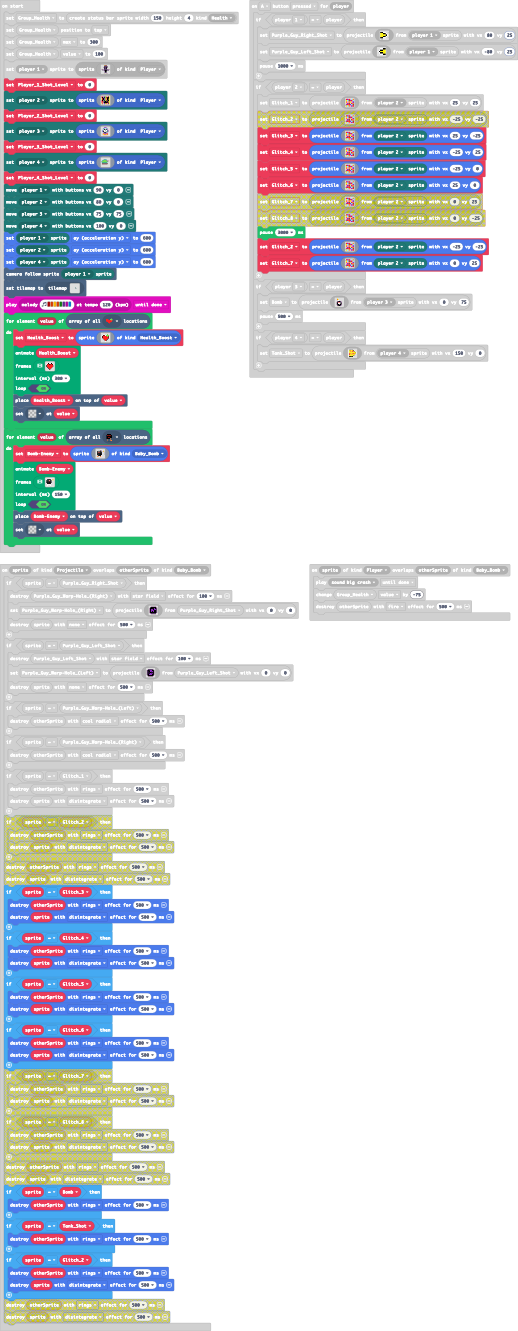 on start
set Group_Health ▾ to create status bar sprite width 150 height 4 kind Health ▾
set Group_Health ▾ position to top ▾
set Group_Health ▾ max ▾ to 300
set Group_Health ▾ value ▾ to 100
set player 1 ▾ sprite to sprite of kind Player ▾
set Player_1_Shot_Level ▾ to 0
set player 2 ▾ sprite to sprite of kind Player ▾
set Player_2_Shot_Level ▾ to 0
set player 3 ▾ sprite to sprite of kind Player ▾
set Player_3_Shot_Level ▾ to 0
set player 4 ▾ sprite to sprite of kind Player ▾
set Player_4_Shot_Level ▾ to 0
move player 1 ▾ with buttons vx 50 vy 0
move player 2 ▾ with buttons vx 50 vy 0
move player 3 ▾ with buttons vx 75 vy 75
move player 4 ▾ with buttons vx 100 vy 0
set player 1 ▾ sprite ay (acceleration y) ▾ to 600
set player 2 ▾ sprite ay (acceleration y) ▾ to 600
set player 4 ▾ sprite ay (acceleration y) ▾ to 600
camera follow sprite player 1 ▾ sprite
set tilemap to tilemap
play melody at tempo 120 (bpm) until done ▾
for element value of array of all locations
do
set Health_Boost ▾ to sprite of kind Health_Boost ▾
animate Health_Boost ▾
frames
interval (ms) 300 ▾
loop
place Health_Boost ▾ on top of value ▾
set at value ▾
for element value of array of all locations
do
set Bomb-Enemy ▾ to sprite of kind Baby_Bomb ▾
animate Bomb-Enemy ▾
frames
interval (ms) 150 ▾
loop
place Bomb-Enemy ▾ on top of value ▾
set at value ▾
on A ▾ button pressed ▾ for player
if player 1 ▾ = ▾ player then
set Purple_Guy_Right_Shot ▾ to projectile from player 1 ▾ sprite with vx 80 vy 25
set Purple_Guy_Left_Shot ▾ to projectile from player 1 ▾ sprite with vx -80 vy 25
pause ms
if player 2 ▾ = ▾ player then
set Glitch_1 ▾ to projectile from player 2 ▾ sprite with vx 25 vy 25
set Glitch_2 ▾ to projectile from player 2 ▾ sprite with vx -25 vy -25
set Glitch_3 ▾ to projectile from player 2 ▾ sprite with vx 25 vy -25
set Glitch_4 ▾ to projectile from player 2 ▾ sprite with vx -25 vy 25
set Glitch_5 ▾ to projectile from player 2 ▾ sprite with vx -25 vy 0
set Glitch_6 ▾ to projectile from player 2 ▾ sprite with vx 25 vy 0
set Glitch_7 ▾ to projectile from player 2 ▾ sprite with vx 0 vy 25
set Glitch_8 ▾ to projectile from player 2 ▾ sprite with vx 0 vy -25
pause ms
set Glitch_2 ▾ to projectile from player 2 ▾ sprite with vx -25 vy -25
set Glitch_7 ▾ to projectile from player 2 ▾ sprite with vx 0 vy 25
if player 3 ▾ = ▾ player then
set Bomb ▾ to projectile from player 3 ▾ sprite with vx 0 vy 75
pause 500 ▾ ms
if player 4 ▾ = ▾ player then
set Tank_Shot ▾ to projectile from player 4 ▾ sprite with vx 150 vy 0
on sprite of kind Projectile ▾ overlaps otherSprite of kind Baby_Bomb ▾
if sprite = ▾ Purple_Guy_Right_Shot ▾ then
destroy Purple_Guy_Warp-Hole_(Right) ▾ with star field ▾ effect for 100 ▾ ms
set Purple_Guy_Warp-Hole_(Right) ▾ to projectile from Purple_Guy_Right_Shot ▾ with vx 0 vy 0
destroy sprite with none ▾ effect for 500 ▾ ms
if sprite = ▾ Purple_Guy_Left_Shot ▾ then
destroy Purple_Guy_Left_Shot ▾ with star field ▾ effect for 100 ▾ ms
set Purple_Guy_Warp-Hole_(Left) ▾ to projectile from Purple_Guy_Left_Shot ▾ with vx 0 vy 0
destroy sprite with none ▾ effect for 500 ▾ ms
if sprite = ▾ Purple_Guy_Warp-Hole_(Left) ▾ then
destroy otherSprite with cool radial ▾ effect for 500 ▾ ms
if sprite = ▾ Purple_Guy_Warp-Hole_(Right) ▾ then
destroy otherSprite with cool radial ▾ effect for 500 ▾ ms
if sprite = ▾ Glitch_1 ▾ then
destroy otherSprite with rings ▾ effect for 500 ▾ ms
destroy sprite with disintegrate ▾ effect for 500 ▾ ms
if sprite = ▾ Glitch_2 ▾ then
destroy otherSprite with rings ▾ effect for 500 ▾ ms
destroy otherSprite with disintegrate ▾ effect for 500 ▾ ms
destroy otherSprite with rings ▾ effect for 500 ▾ ms
destroy sprite with disintegrate ▾ effect for 500 ▾ ms
if sprite = ▾ Glitch_3 ▾ then
destroy otherSprite with rings ▾ effect for 500 ▾ ms
destroy sprite with disintegrate ▾ effect for 500 ▾ ms
if sprite = ▾ Glitch_4 ▾ then
destroy otherSprite with rings ▾ effect for 500 ▾ ms
destroy sprite with disintegrate ▾ effect for 500 ▾ ms
if sprite = ▾ Glitch_5 ▾ then
destroy otherSprite with rings ▾ effect for 500 ▾ ms
destroy sprite with disintegrate ▾ effect for 500 ▾ ms
if sprite = ▾ Glitch_6 ▾ then
destroy otherSprite with rings ▾ effect for 500 ▾ ms
destroy sprite with disintegrate ▾ effect for 500 ▾ ms
if sprite = ▾ Glitch_7 ▾ then
destroy otherSprite with rings ▾ effect for 500 ▾ ms
destroy sprite with disintegrate ▾ effect for 500 ▾ ms
if sprite = ▾ Glitch_8 ▾ then
destroy otherSprite with rings ▾ effect for 500 ▾ ms
destroy sprite with disintegrate ▾ effect for 500 ▾ ms
destroy otherSprite with rings ▾ effect for 500 ▾ ms
destroy sprite with disintegrate ▾ effect for 500 ▾ ms
if sprite = ▾ Bomb ▾ then
destroy otherSprite with rings ▾ effect for 500 ▾ ms
if sprite = ▾ Tank_Shot ▾ then
destroy otherSprite with rings ▾ effect for 500 ▾ ms
if sprite = ▾ Glitch_2 ▾ then
destroy otherSprite with rings ▾ effect for 500 ▾ ms
destroy sprite with disintegrate ▾ effect for 500 ▾ ms
destroy otherSprite with rings ▾ effect for 500 ▾ ms
destroy sprite with disintegrate ▾ effect for 500 ▾ ms
on sprite of kind Player ▾ overlaps otherSprite of kind Baby_Bomb ▾
play sound big crash ▾ until done ▾
change Group_Health ▾ value ▾ by -75
destroy otherSprite with fire ▾ effect for 500 ▾ ms